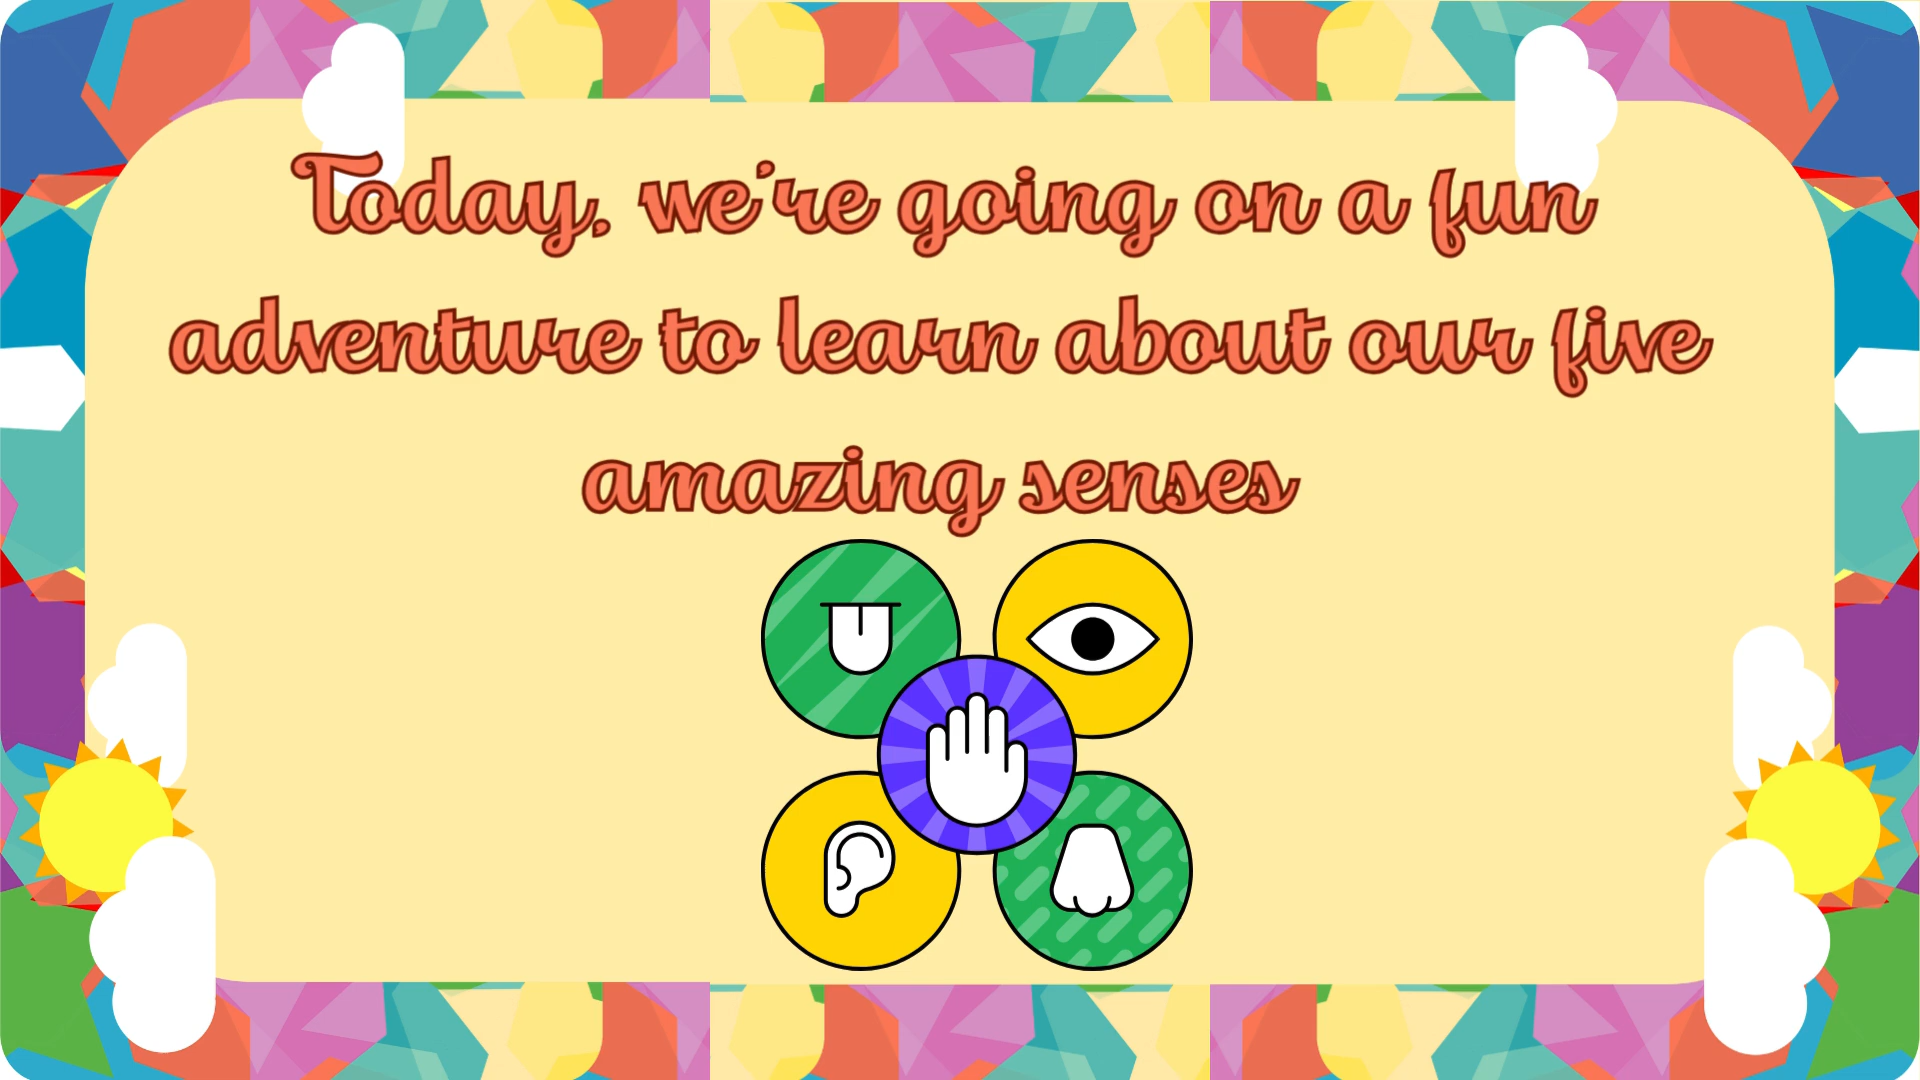 Today, we're going on a fun
adventure to learn about our five
amazing senses